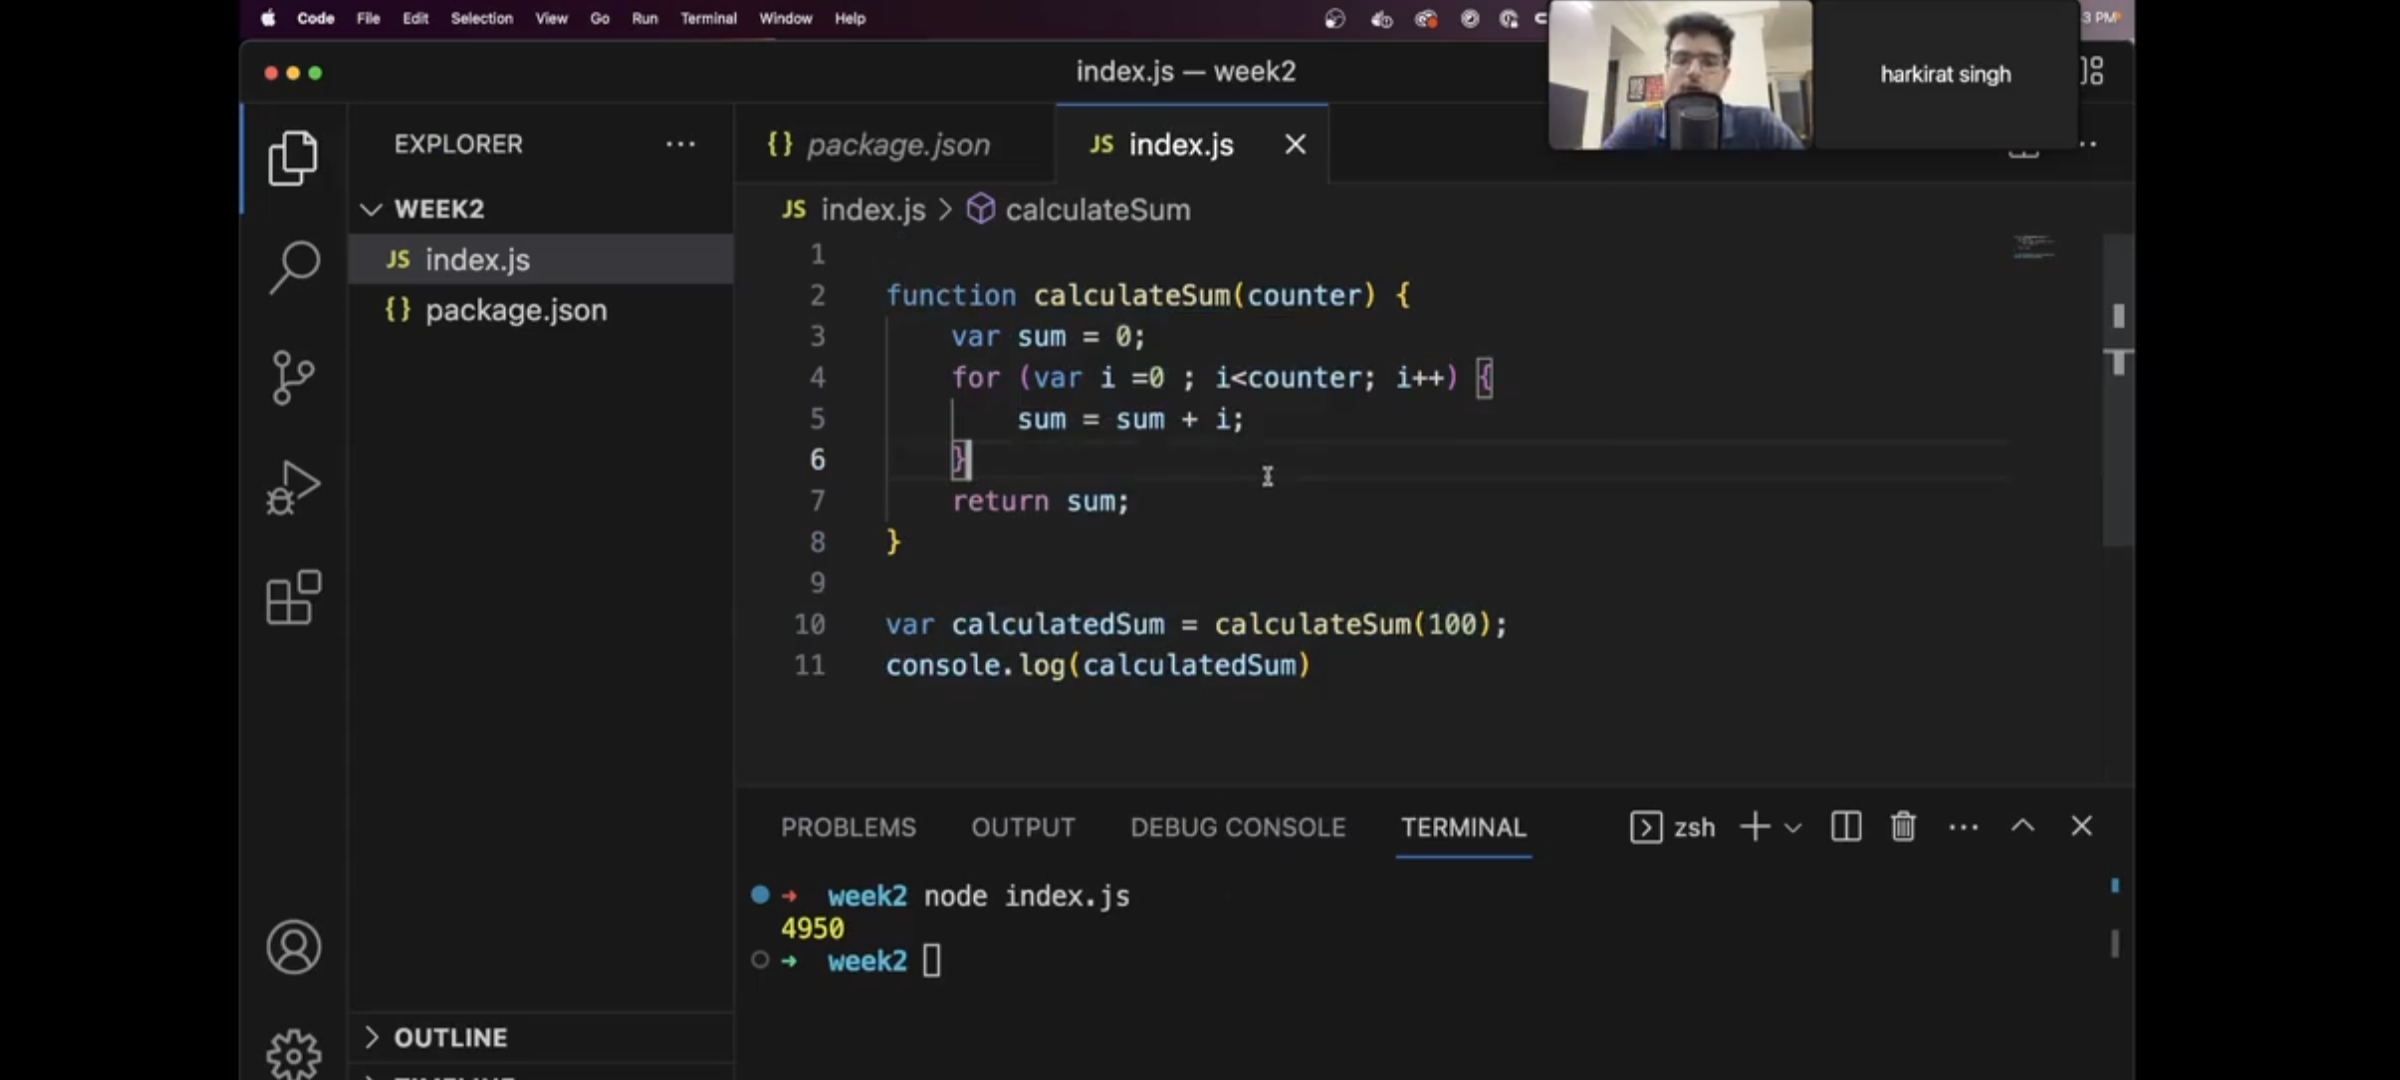 Code File Edit Selection View Go Run Terminal Window Help
3 PM
index.js — week2
harkirat singh
EXPLORER
package.json
JS index.js
WEEK2
JS index.js > calculateSum
JS index.js
{} package.json
1
2 function calculateSum(counter) {
3 var sum = 0;
4 for (var i =0 ; i<counter; i++) {
5 sum = sum + i;
6 }
7 return sum;
8 }
9
10 var calculatedSum = calculateSum(100);
11 console.log(calculatedSum)
PROBLEMS OUTPUT DEBUG CONSOLE TERMINAL zsh
➜ week2 node index.js
4950
➜ week2
OUTLINE